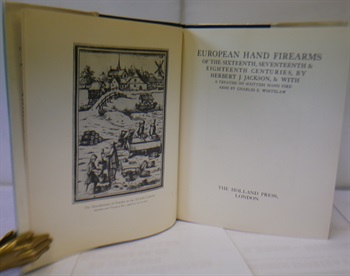 EUROPEAN HAND FIREARMS
OF THE SIXTEENTH, SEVENTEENTH &
EIGHTEENTH CENTURIES, BY
HERBERT J. JACKSON, & WITH
A TREATISE ON SCOTTISH HAND FIRE
ARMS BY CHARLES E. WHITELAW
THE HOLLAND PRESS,
LONDON.